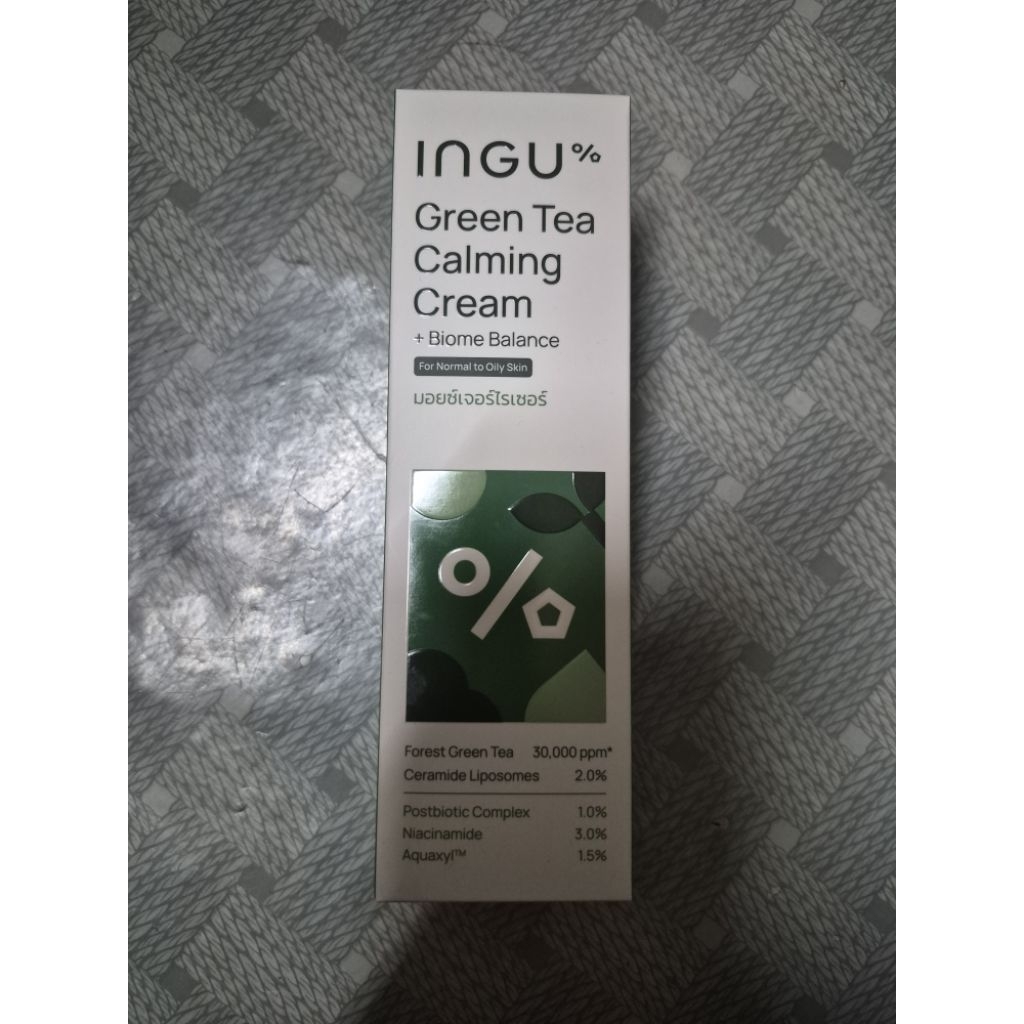 INGU%
Green Tea
Calming
Cream
+ Biome Balance
For Normal to Oily Skin
มอยซ์เจอร์ไรเซอร์
%
Forest Green Tea 30,000 ppm*
Ceramide Liposomes 2.0%
Postbiotic Complex 1.0%
Niacinamide 3.0%
Aquaxyl™ 1.5%